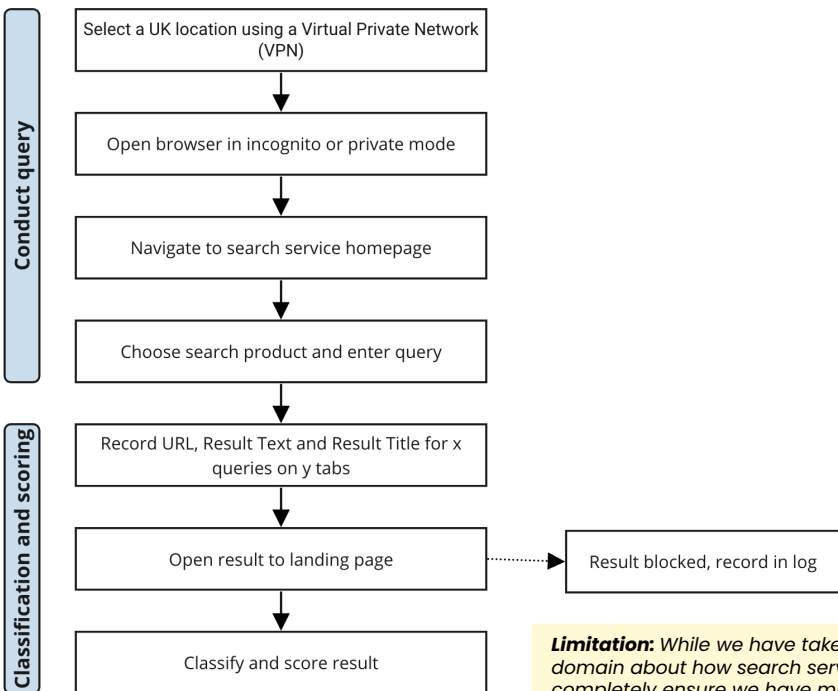 Conduct query
Select a UK location using a Virtual Private Network
(VPN)
Open browser in incognito or private mode
Navigate to search service homepage
Choose search product and enter query
Classification and scoring
Record URL, Result Text and Result Title for x
queries on y tabs
Open result to landing page
Result blocked, record in log
Classify and score result
Limitation: While we have take
domain about how search serv
completely ensure we have m